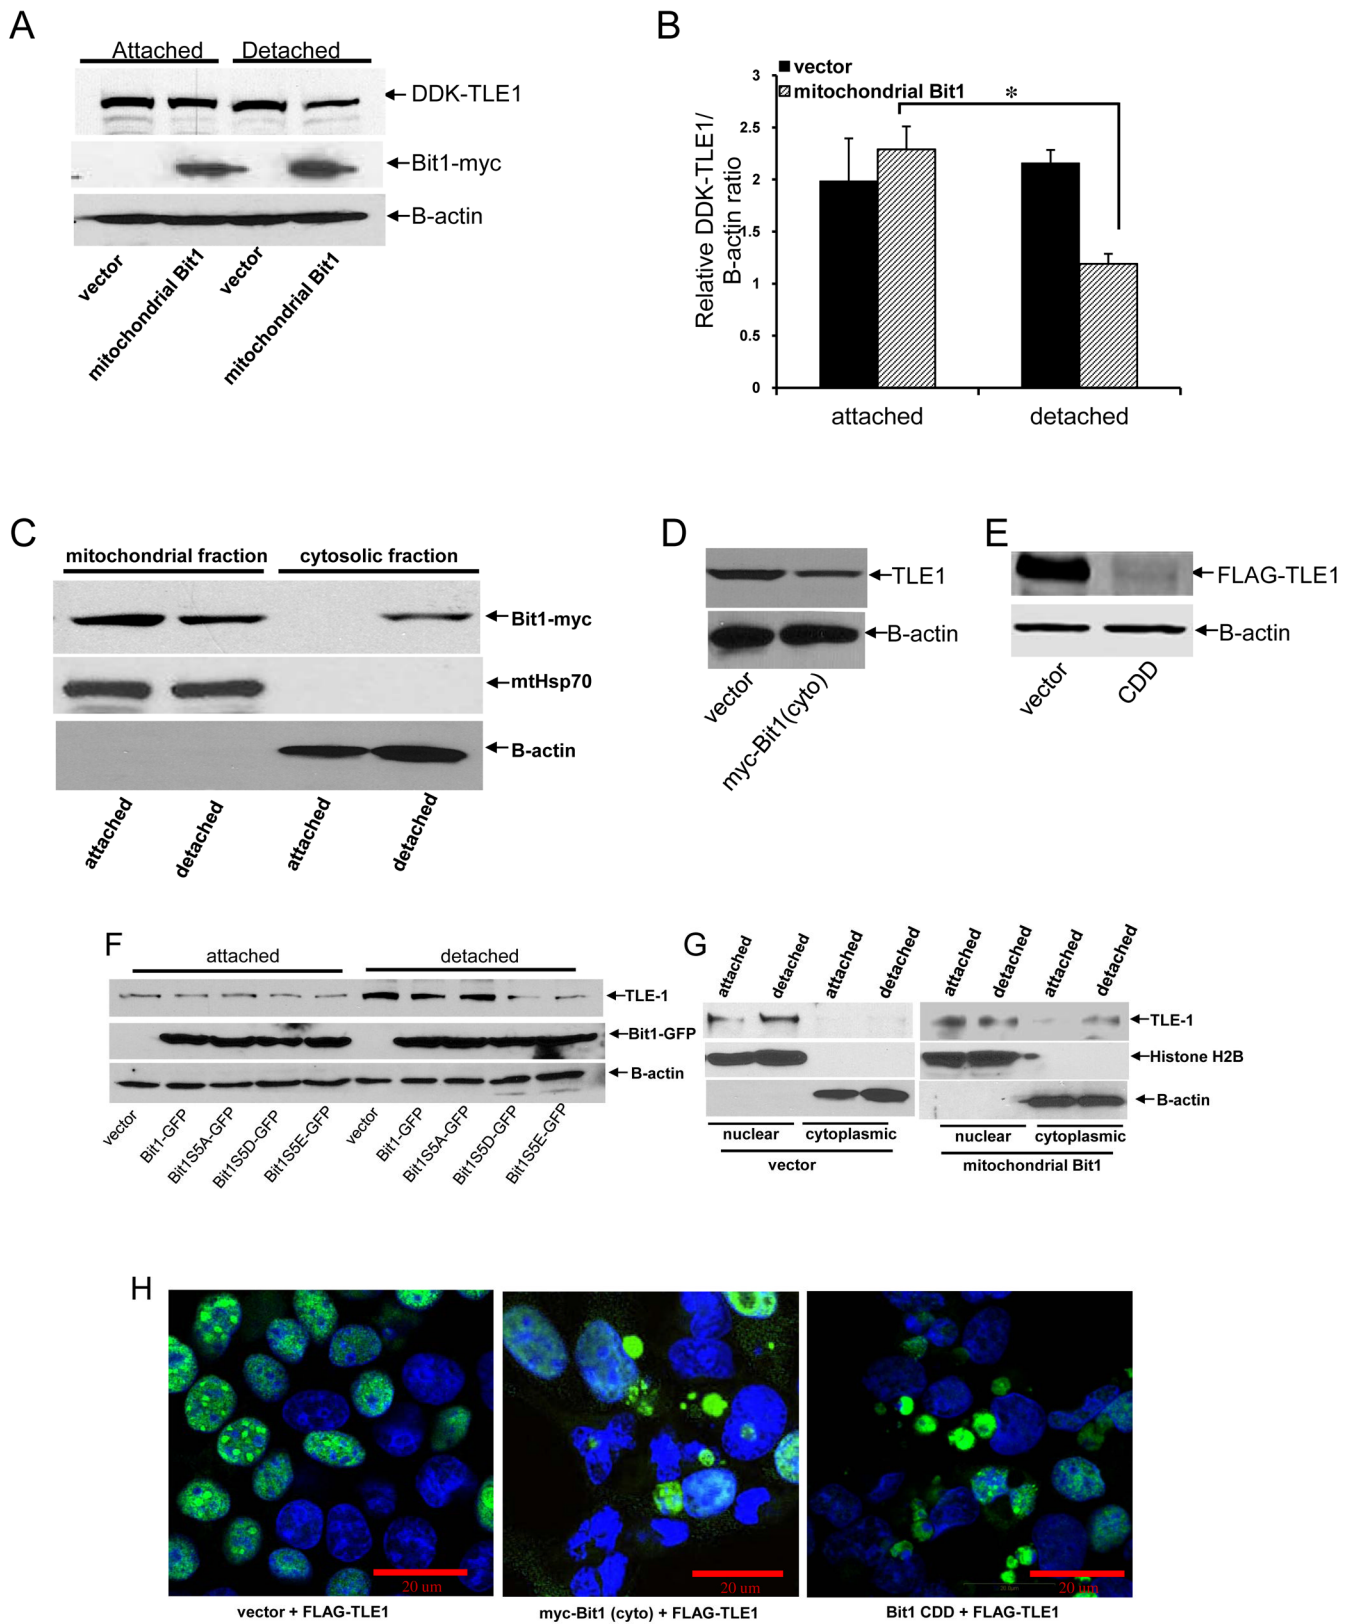 A
Attached Detached
DDK-TLE1
Bit1-myc
B-actin
vector
mitochondrial Bit1
vector
mitochondrial Bit1
B
vector
mitochondrial Bit1
*
Relative DDK-TLE1/
B-actin ratio
3
2.5
2
1.5
1
0.5
0
attached detached
C
mitochondrial fraction cytosolic fraction
Bit1-myc
mtHsp70
B-actin
attached
detached
attached
detached
D
TLE1
B-actin
vector
myc-Bit1(cyto)
E
FLAG-TLE1
B-actin
vector
CDD
F
attached detached
TLE-1
Bit1-GFP
B-actin
vector
Bit1-GFP
Bit1S5A-GFP
Bit1S5D-GFP
Bit1S5E-GFP
vector
Bit1-GFP
Bit1S5A-GFP
Bit1S5D-GFP
Bit1S5E-GFP
G
attached
detached
attached
detached
attached
detached
attached
detached
TLE-1
Histone H2B
B-actin
nuclear cytoplasmic
vector
nuclear cytoplasmic
mitochondrial Bit1
H
20 um
20 um
20 um
vector + FLAG-TLE1
myc-Bit1 (cyto) + FLAG-TLE1
Bit1 CDD + FLAG-TLE1